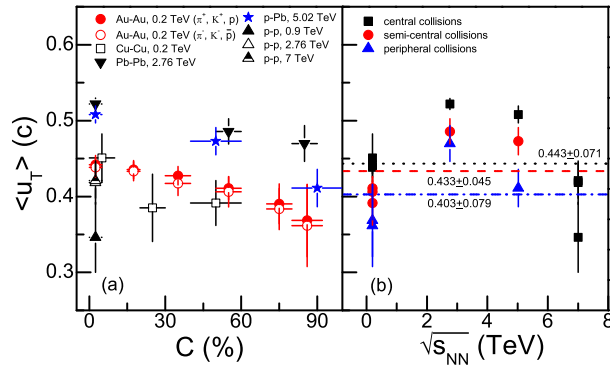 Au-Au, 0.2 TeV (π⁺, K⁺, p)
Au-Au, 0.2 TeV (π⁻, K⁻, p̄)
Cu-Cu, 0.2 TeV
Pb-Pb, 2.76 TeV
p-Pb, 5.02 TeV
p-p, 0.9 TeV
p-p, 2.76 TeV
p-p, 7 TeV
central collisions
semi-central collisions
peripheral collisions
<u_T> (c)
0.6
0.5
0.4
0.3
0.443±0.071
0.433±0.045
0.403±0.079
(a)
(b)
0 30 60 90
0 2 4 6 8
C (%)
√s_NN (TeV)